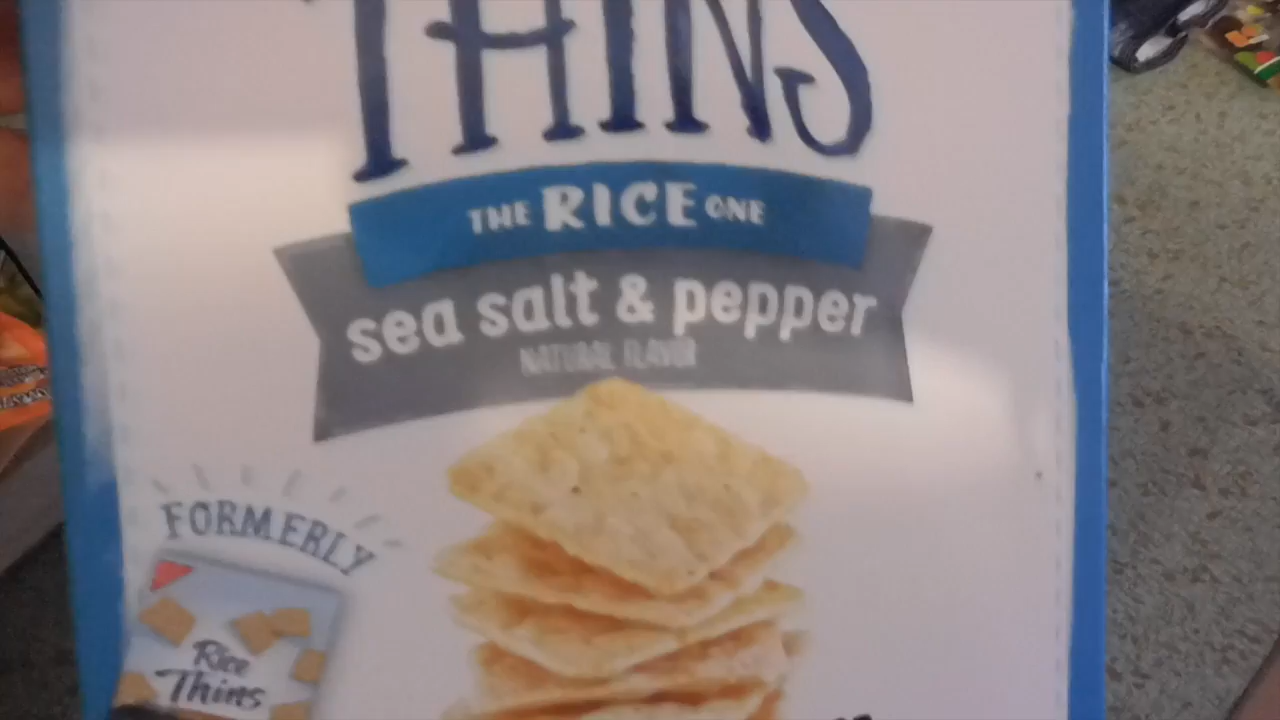 THINS
THE RICE ONE
sea salt & pepper
NATURAL FLAVOR
FORMERLY
Rice
Thins